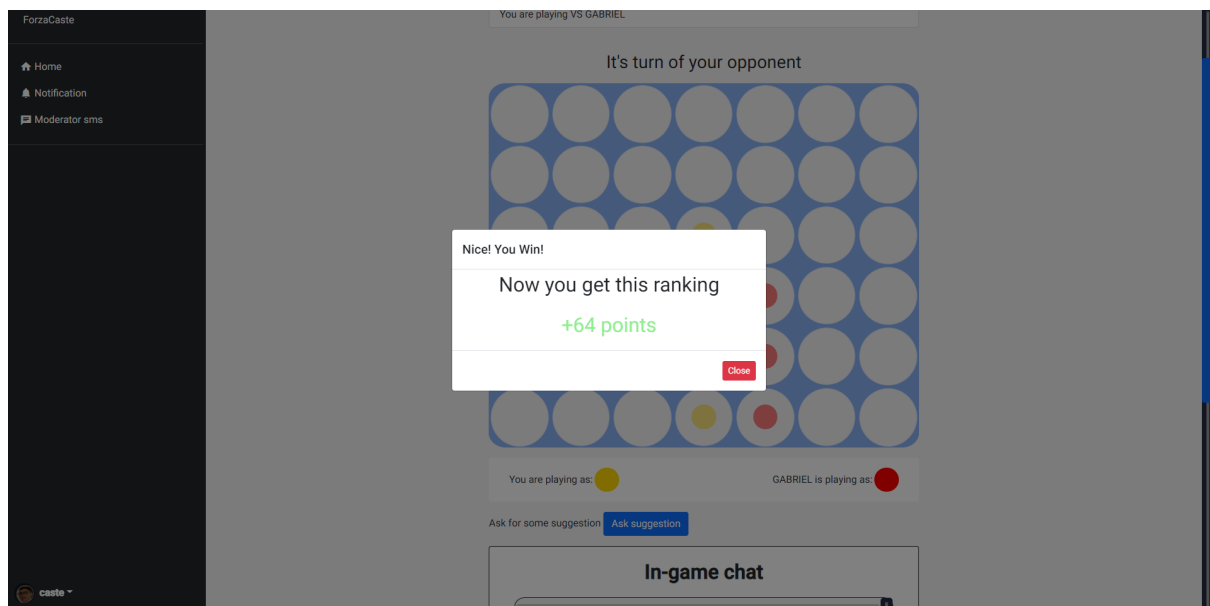 ForzaCaste
Home
Notification
Moderator sms
caste
You are playing VS GABRIEL
It's turn of your opponent
Nice! You Win!
Now you get this ranking
+64 points
Close
You are playing as:
GABRIEL is playing as:
Ask for some suggestion Ask suggestion
In-game chat